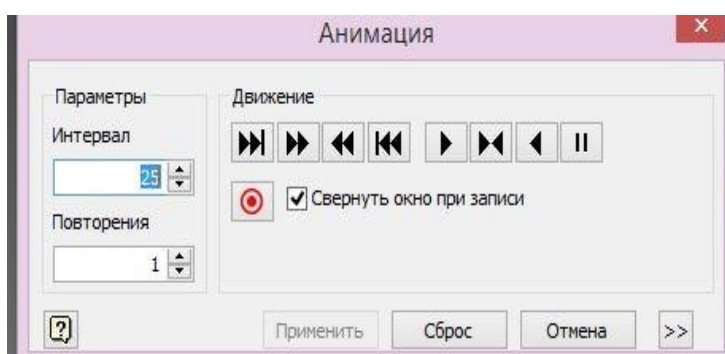 Анимация
x
Параметры
Движение
Интервал
25
Свернуть окно при записи
Повторения
1
?
Применить
Сброс
Отмена
>>